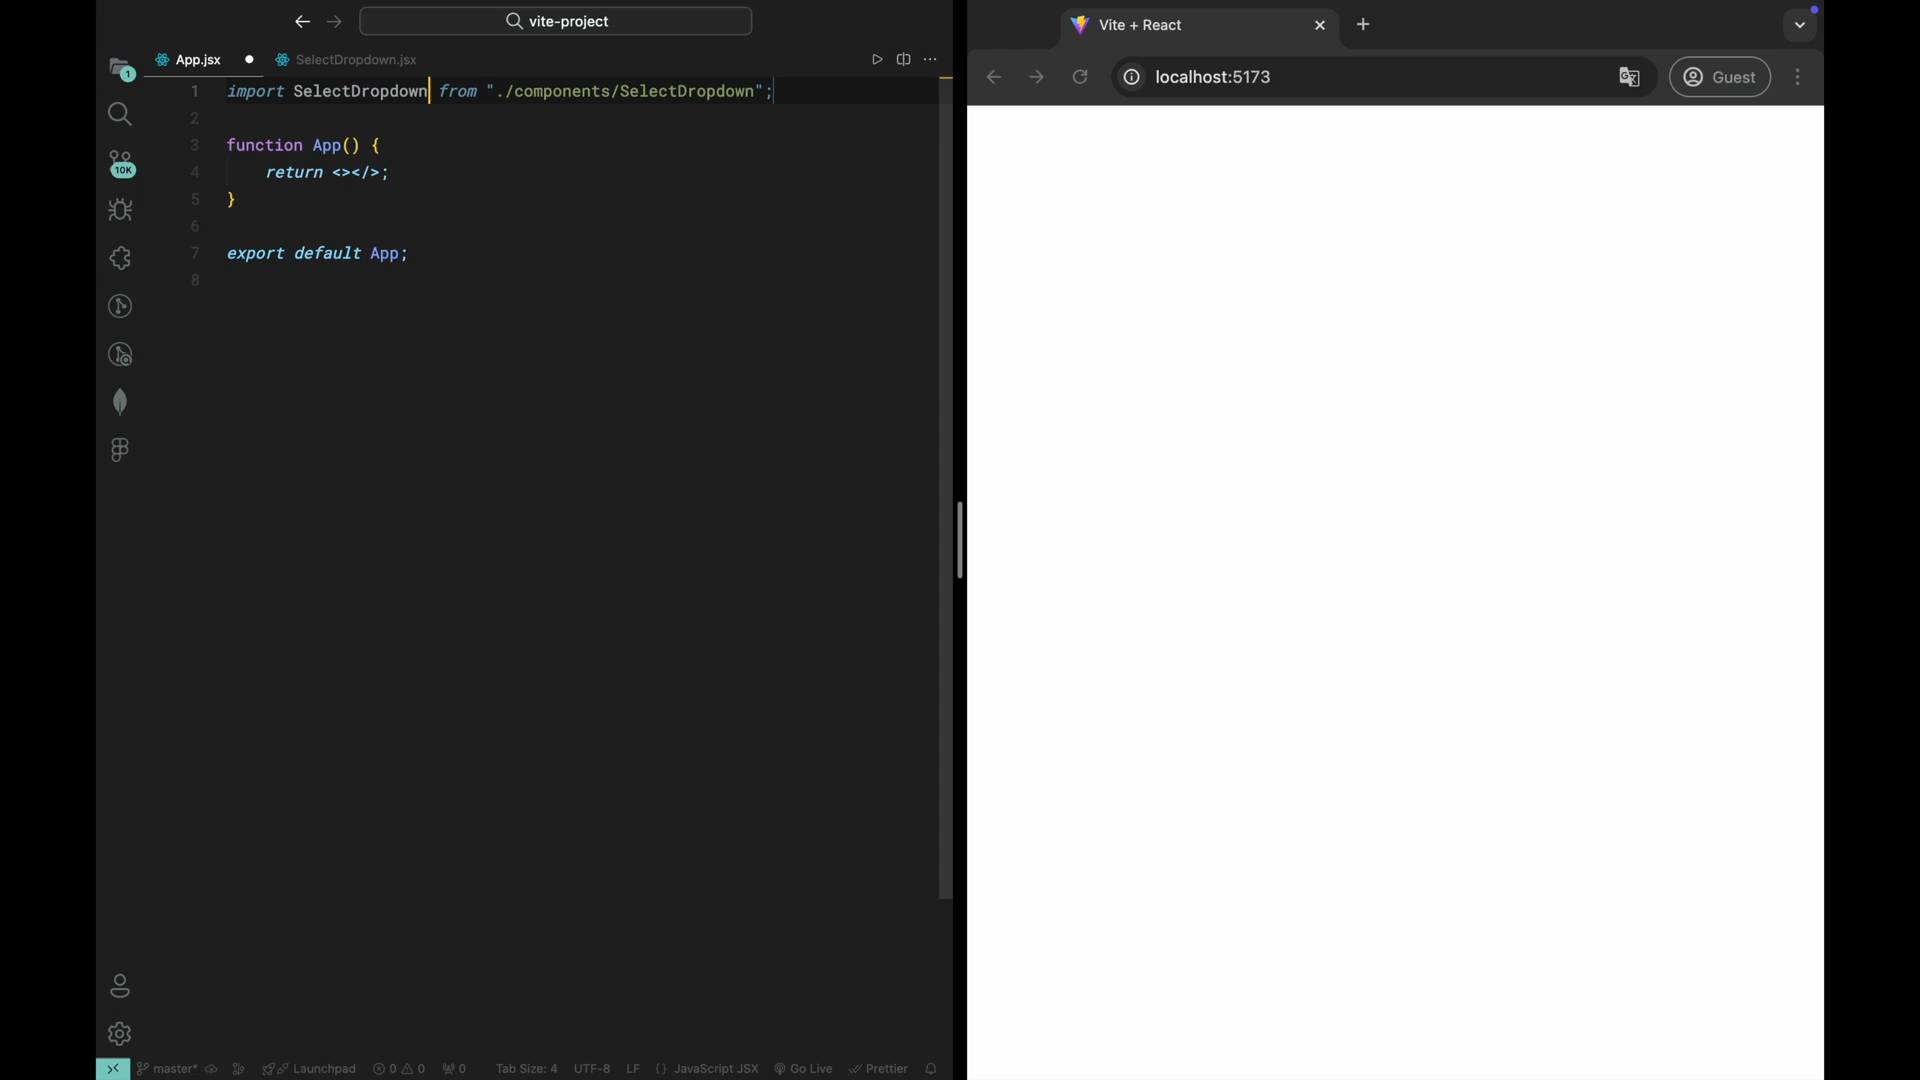 vite-project
App.jsx
SelectDropdown.jsx
1
10K
1 import SelectDropdown from "./components/SelectDropdown";
2
3 function App() {
4 return <></>;
5 }
6
7 export default App;
8
master*
Launchpad
0 0
0
Tab Size: 4
UTF-8
LF
{} JavaScript JSX
Go Live
Prettier
Vite + React
localhost:5173
Guest